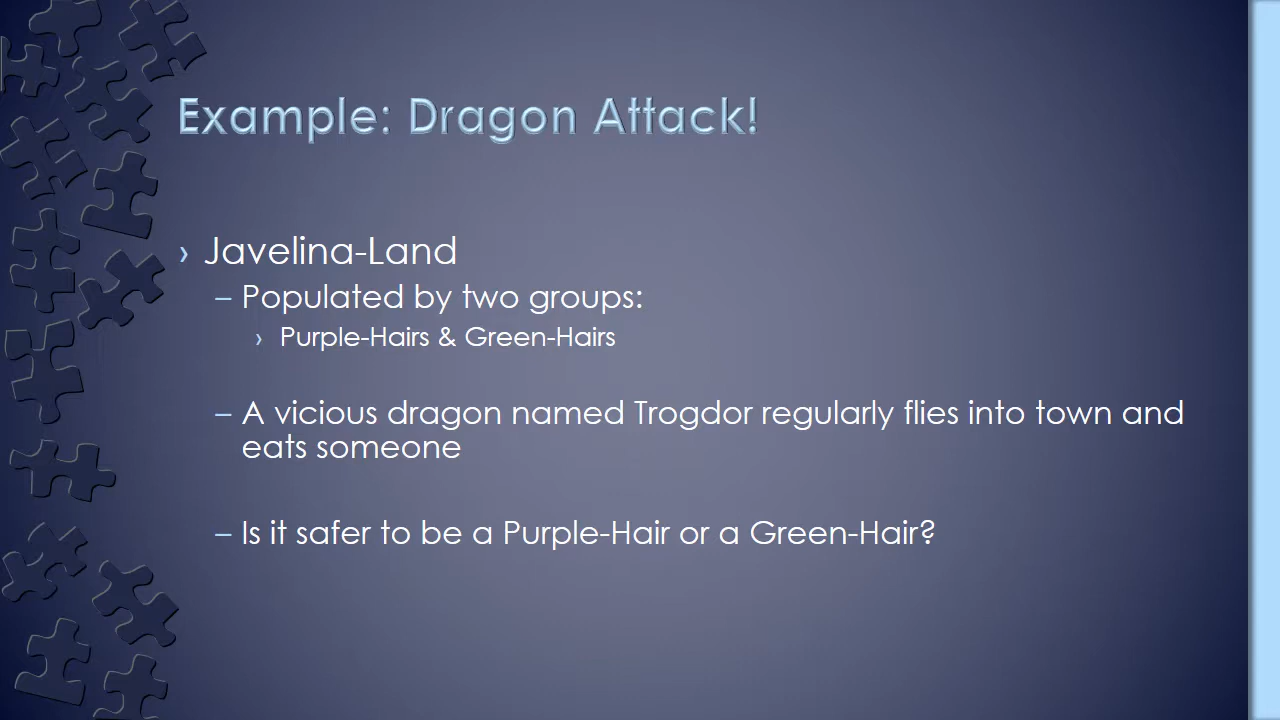 Example: Dragon Attack!
› Javelina-Land
– Populated by two groups:
› Purple-Hairs & Green-Hairs
– A vicious dragon named Trogdor regularly flies into town and
eats someone
– Is it safer to be a Purple-Hair or a Green-Hair?